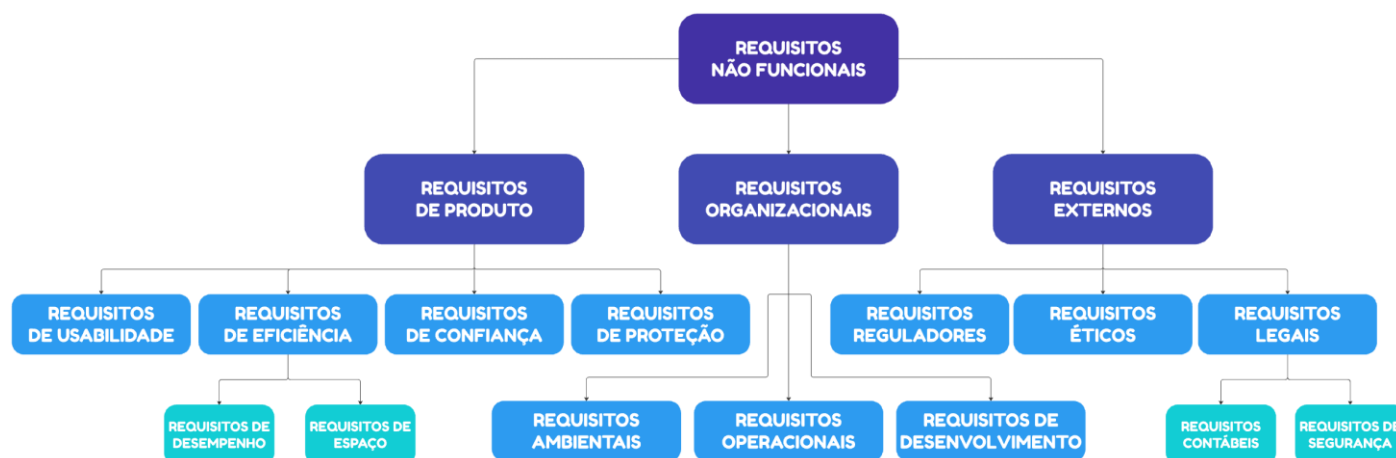 REQUISITOS
NÃO FUNCIONAIS
REQUISITOS
DE PRODUTO
REQUISITOS
ORGANIZACIONAIS
REQUISITOS
EXTERNOS
REQUISITOS
DE USABILIDADE
REQUISITOS
DE EFICIÊNCIA
REQUISITOS
DE CONFIANÇA
REQUISITOS
DE PROTEÇÃO
REQUISITOS
REGULADORES
REQUISITOS
ÉTICOS
REQUISITOS
LEGAIS
REQUISITOS DE
DESEMPENHO
REQUISITOS DE
ESPAÇO
REQUISITOS
AMBIENTAIS
REQUISITOS
OPERACIONAIS
REQUISITOS DE
DESENVOLVIMENTO
REQUISITOS
CONTÁBEIS
REQUISITOS DE
SEGURANÇA